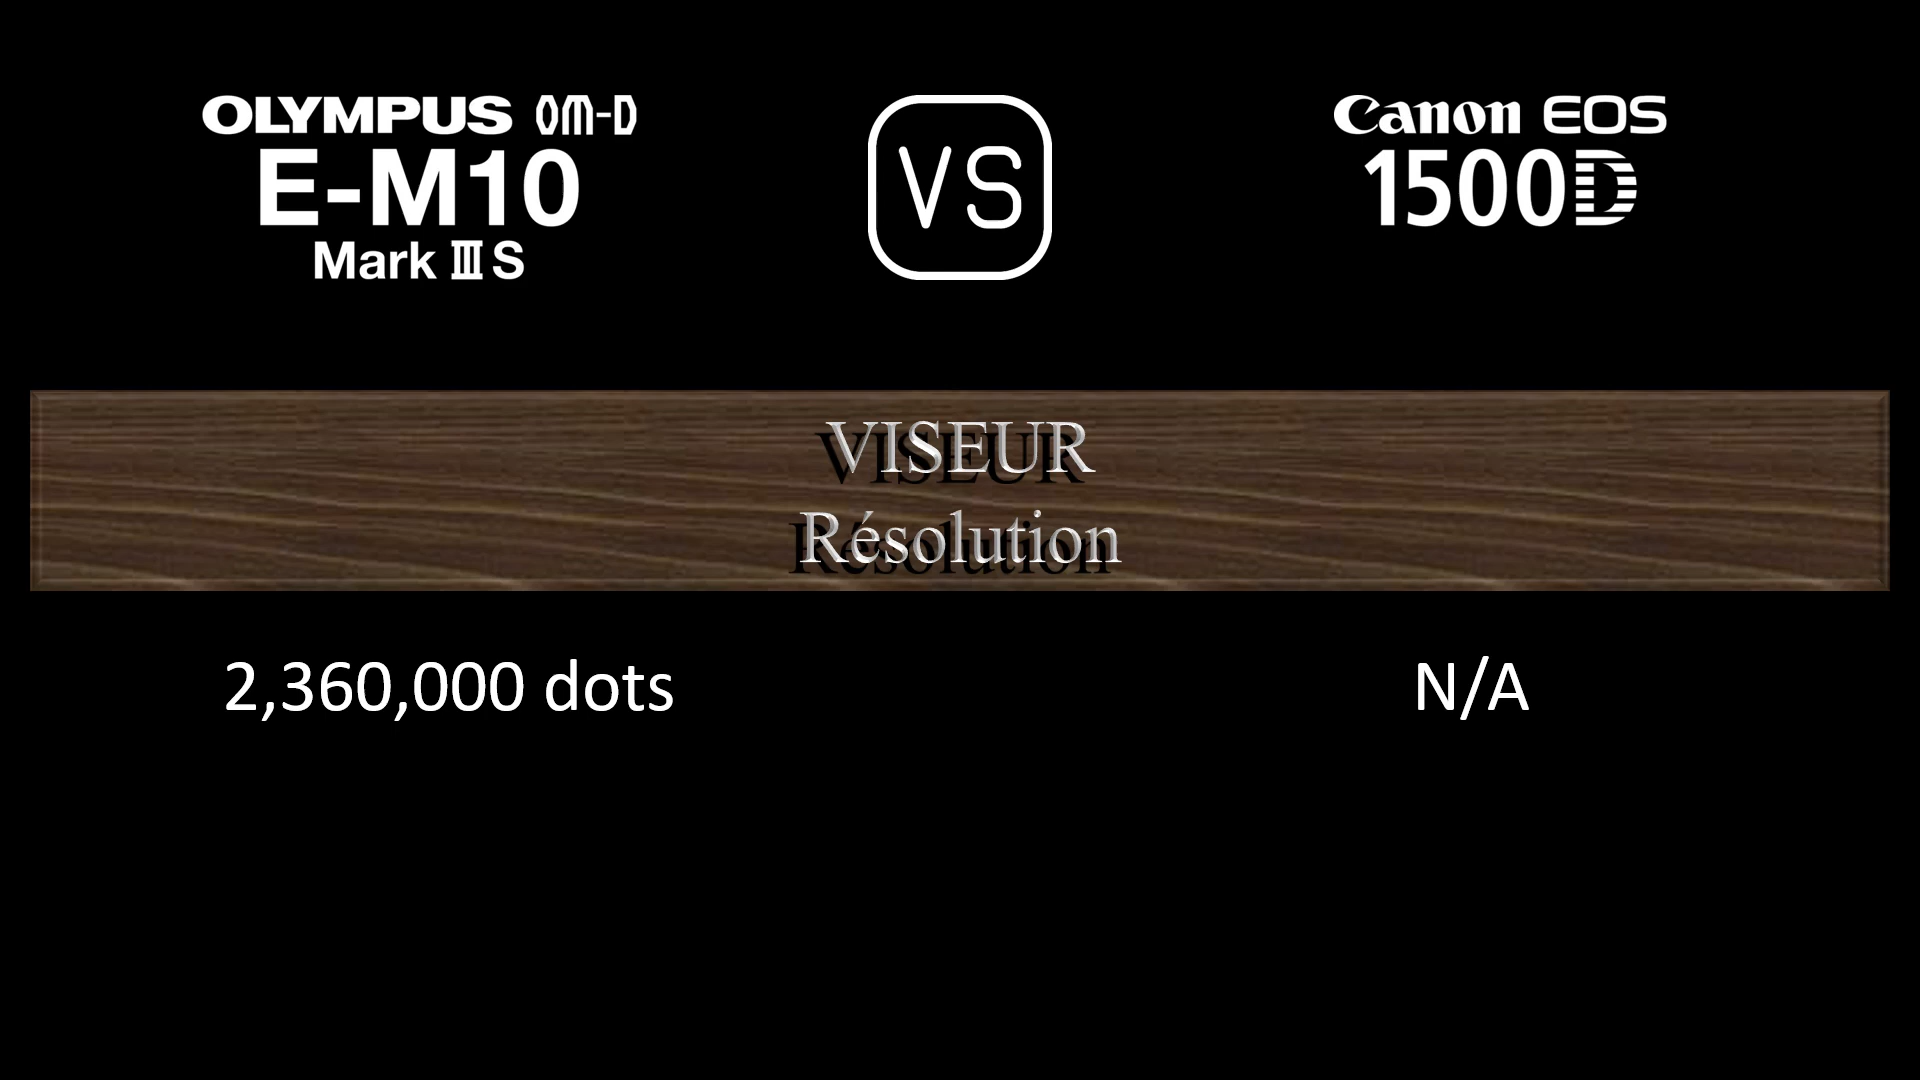 OLYMPUS OM-D
E-M10
Mark III S
VS
Canon EOS
1500D
VISEUR
Résolution
2,360,000 dots
N/A